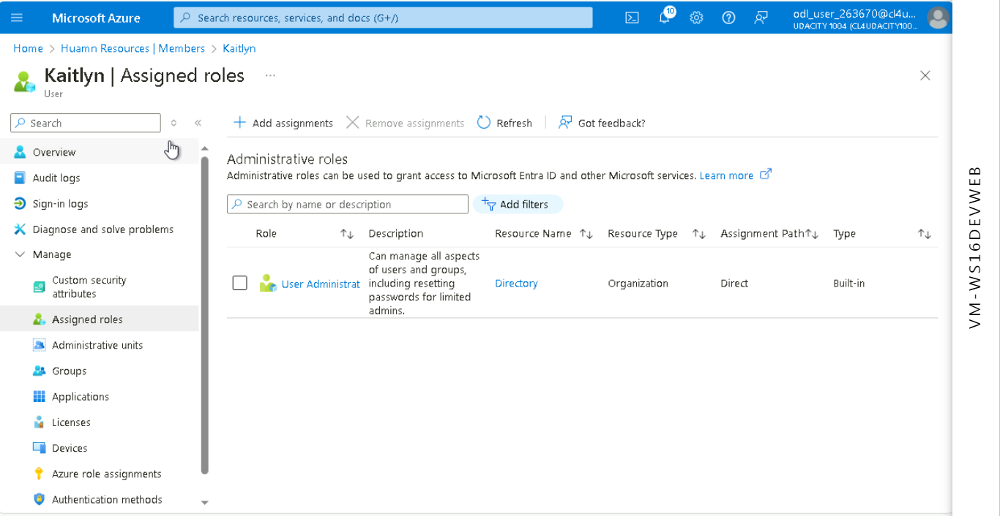 Microsoft Azure
Search resources, services, and docs (G+/)
10
odl_user_263670@cl4u...
UDACITY 1004 (CL4UDACITY100...
Home > Huamn Resources | Members > Kaitlyn
Kaitlyn | Assigned roles ...
User
Search
Add assignments
Remove assignments
Refresh
Got feedback?
Overview
Audit logs
Sign-in logs
Diagnose and solve problems
Manage
Custom security
attributes
Assigned roles
Administrative units
Groups
Applications
Licenses
Devices
Azure role assignments
Authentication methods
Administrative roles
Administrative roles can be used to grant access to Microsoft Entra ID and other Microsoft services. Learn more
Search by name or description
Add filters
Role Description Resource Name Resource Type Assignment Path Type
User Administrat
Can manage all aspects
of users and groups,
including resetting
passwords for limited
admins.
Directory
Organization
Direct
Built-in
VM-WS16DEVWEB